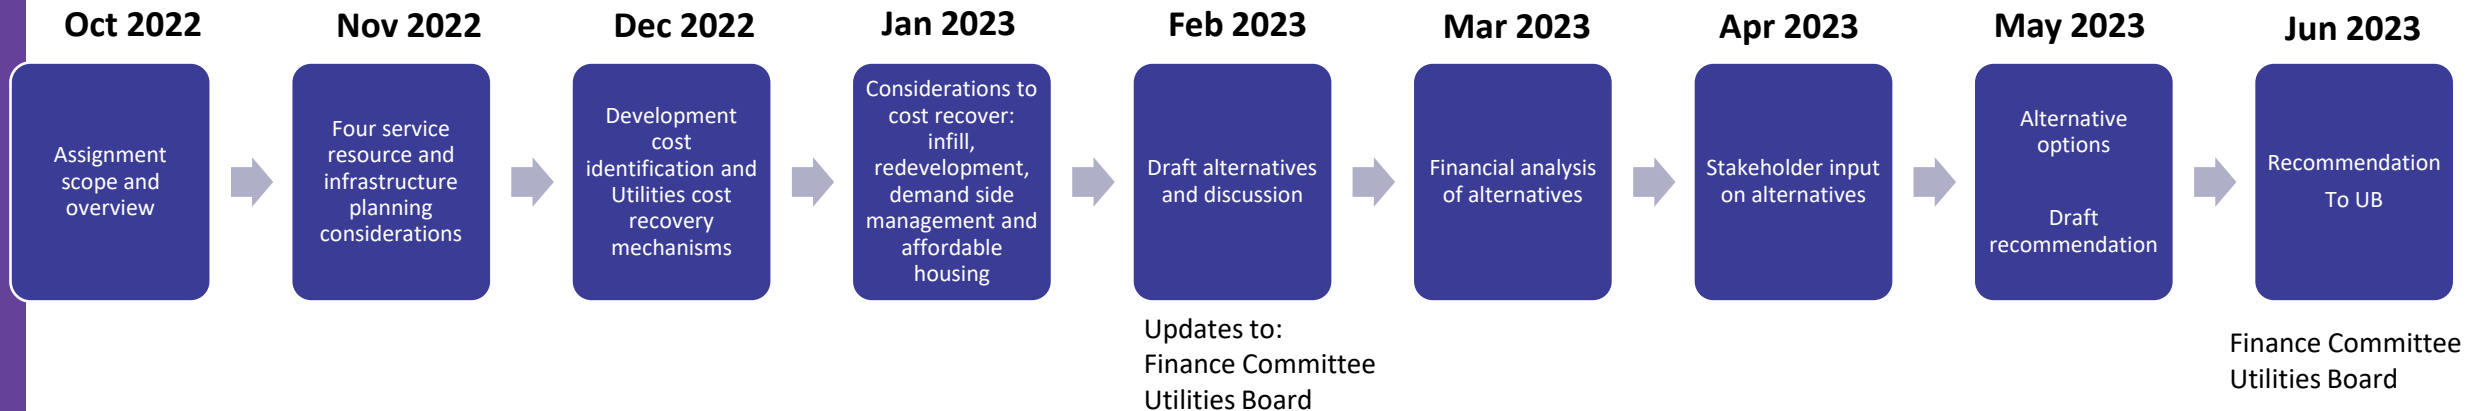 Oct 2022
Nov 2022
Dec 2022
Jan 2023
Feb 2023
Mar 2023
Apr 2023
May 2023
Jun 2023
Assignment
scope and
overview
Four service
resource and
infrastructure
planning
considerations
Development
cost
identification and
Utilities cost
recovery
mechanisms
Considerations to
cost recover:
infill,
redevelopment,
demand side
management and
affordable
housing
Draft alternatives
and discussion
Financial analysis
of alternatives
Stakeholder input
on alternatives
Alternative
options
Draft
recommendation
Recommendation
To UB
Updates to:
Finance Committee
Utilities Board
Finance Committee
Utilities Board